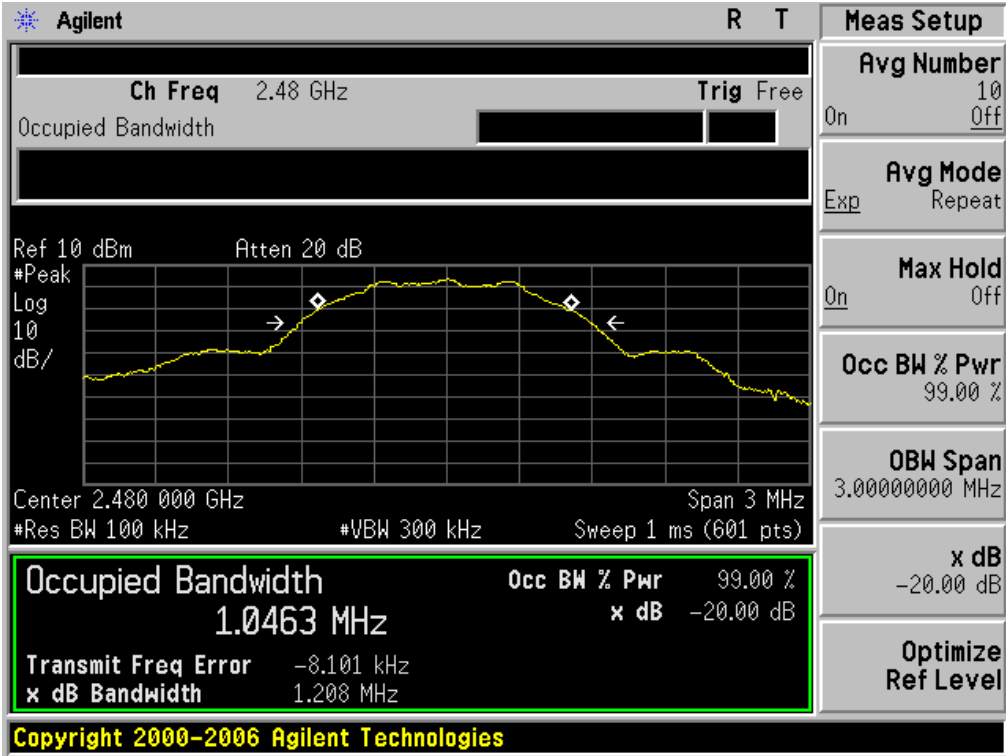 Agilent R T
Ch Freq 2.48 GHz Trig Free
Occupied Bandwidth
Ref 10 dBm Atten 20 dB
#Peak
Log
10
dB/
Center 2.480 000 GHz Span 3 MHz
#Res BW 100 kHz #VBW 300 kHz Sweep 1 ms (601 pts)
Occupied Bandwidth Occ BW % Pwr 99.00 %
1.0463 MHz x dB -20.00 dB
Transmit Freq Error -8.101 kHz
x dB Bandwidth 1.208 MHz
Copyright 2000-2006 Agilent Technologies
Meas Setup
Avg Number
10
On Off
Avg Mode
Exp Repeat
Max Hold
On Off
Occ BW % Pwr
99.00 %
OBW Span
3.00000000 MHz
x dB
-20.00 dB
Optimize
Ref Level